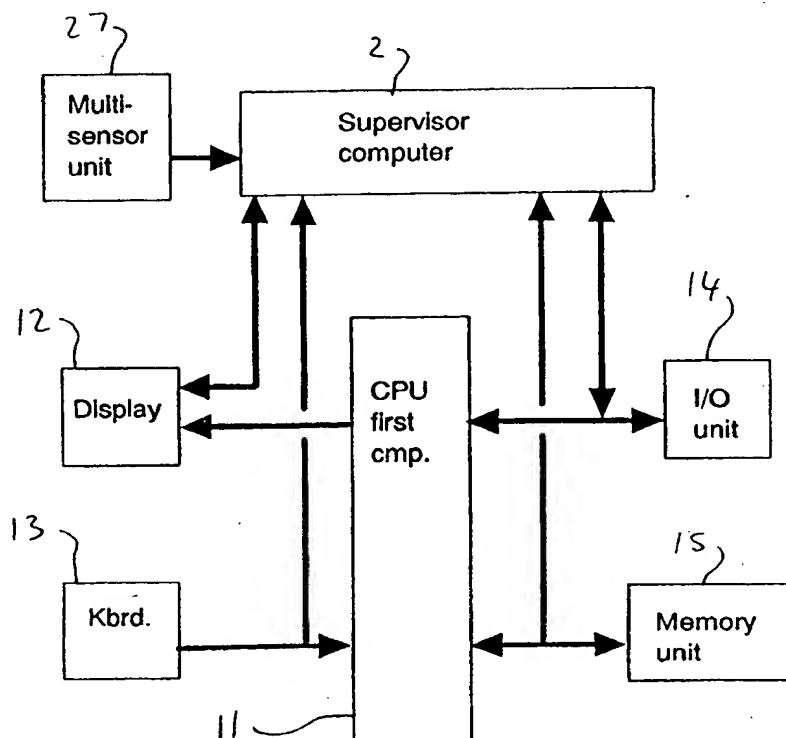 27
2
Multi-
sensor
unit
Supervisor
computer
12
14
Display
CPU
first
cmp.
I/O
unit
13
15
Kbrd.
Memory
unit
11